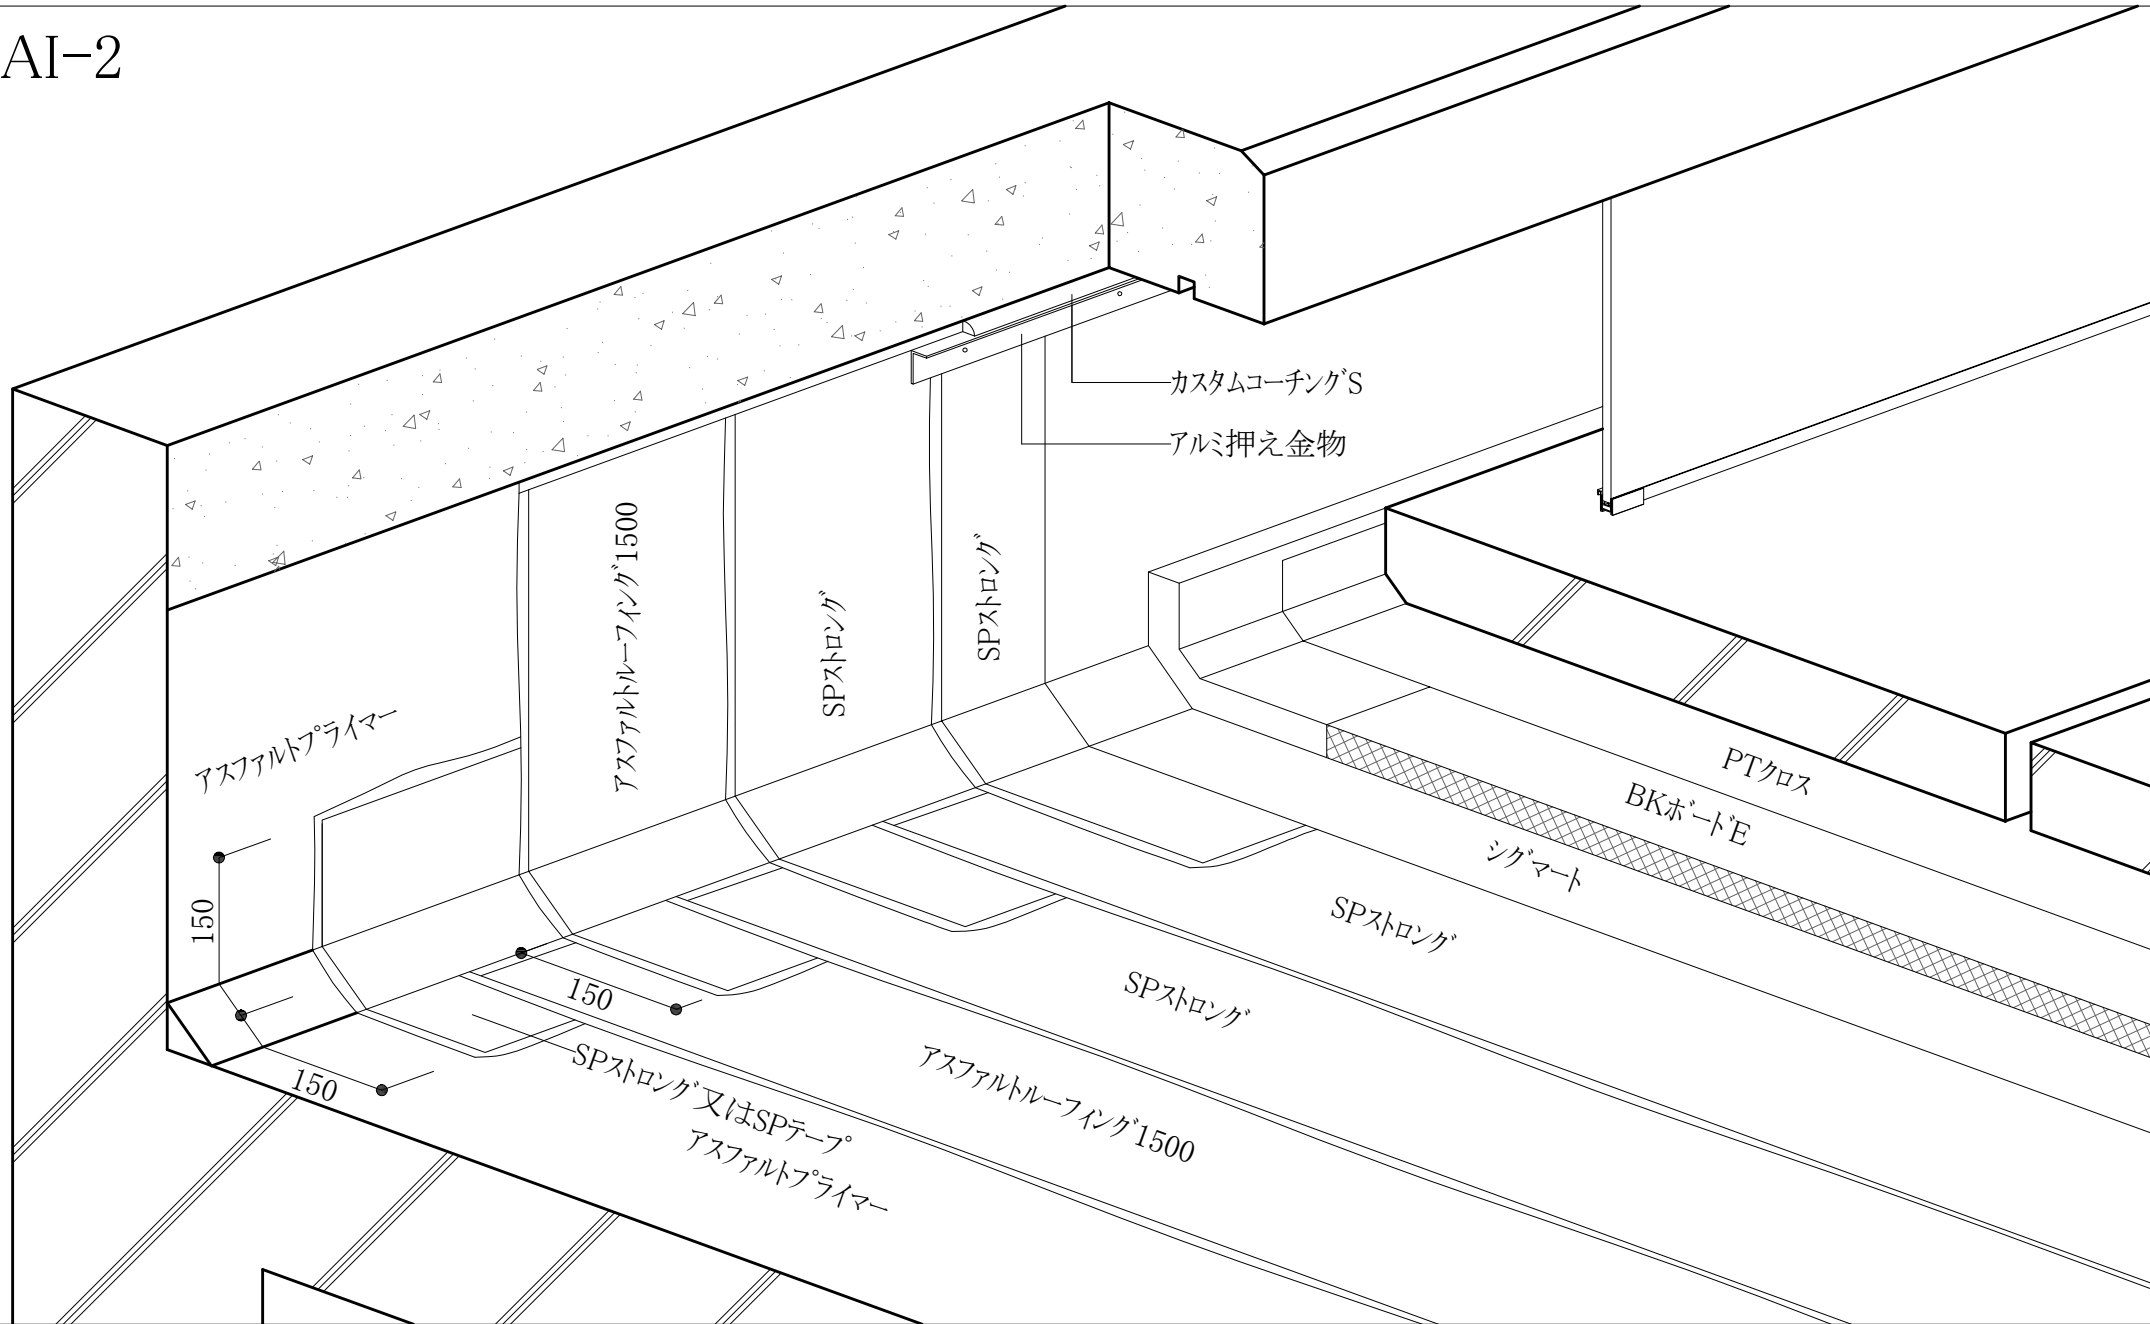 AI-2
カスタムコーチングS
アルミ押え金物
アスファルトルーフィング1500
SPストロング
SPストロング
アスファルトプライマー
150
150
150
PTクロス
BKボードE
シグマート
SPストロング
SPストロング
アスファルトルーフィング1500
SPストロング又はSPテープ
アスファルトプライマー